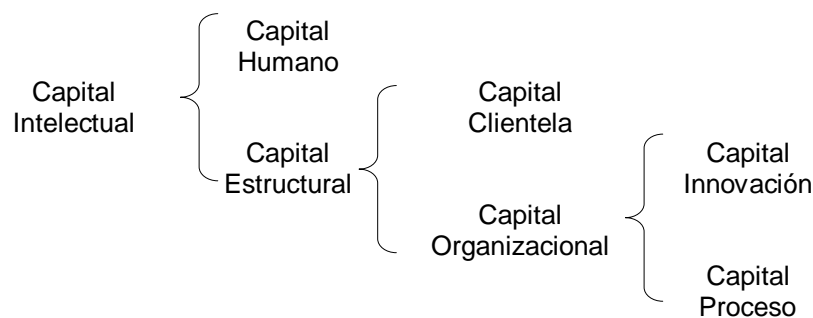 Capital
Humano
Capital
Intelectual
Capital
Clientela
Capital
Estructural
Capital
Innovación
Capital
Organizacional
Capital
Proceso